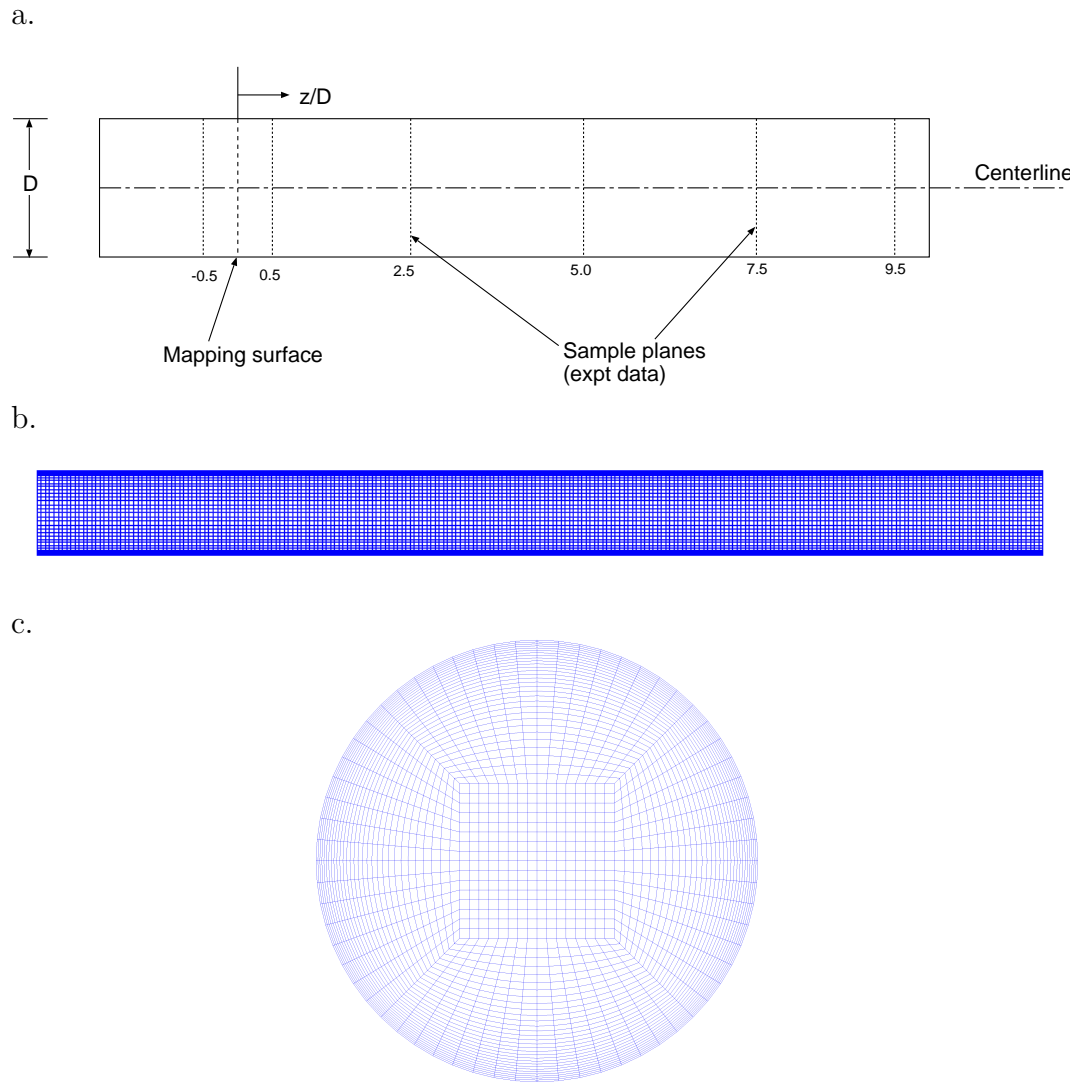 a.
z/D
D
Centerline
-0.5
0.5
2.5
5.0
7.5
9.5
Mapping surface
Sample planes
(expt data)
b.
c.